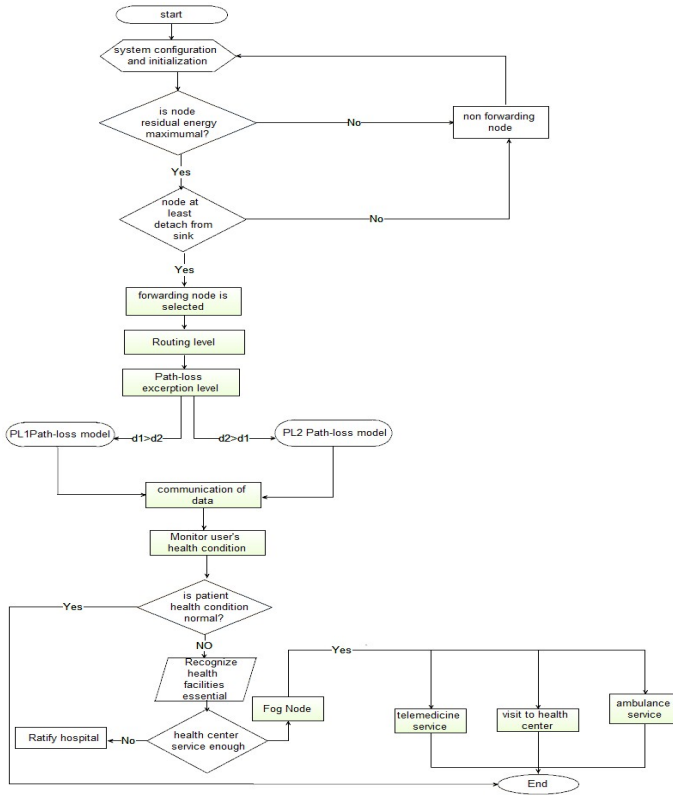 start
system configuration
and initialization
is node
residual energy
maximumal?
No
non forwarding
node
Yes
node at
least
detach from
sink
No
Yes
forwarding node is
selected
Routing level
Path-loss
excerption level
PL1Path-loss model
d1>d2
d2>d1
PL2 Path-loss model
communication of
data
Monitor user's
health condition
is patient
health condition
normal?
Yes
NO
Recognize
health
facilities
essential
Yes
Fog Node
telemedicine
service
visit to health
center
ambulance
service
Ratify hospital
No
health center
service enough
End